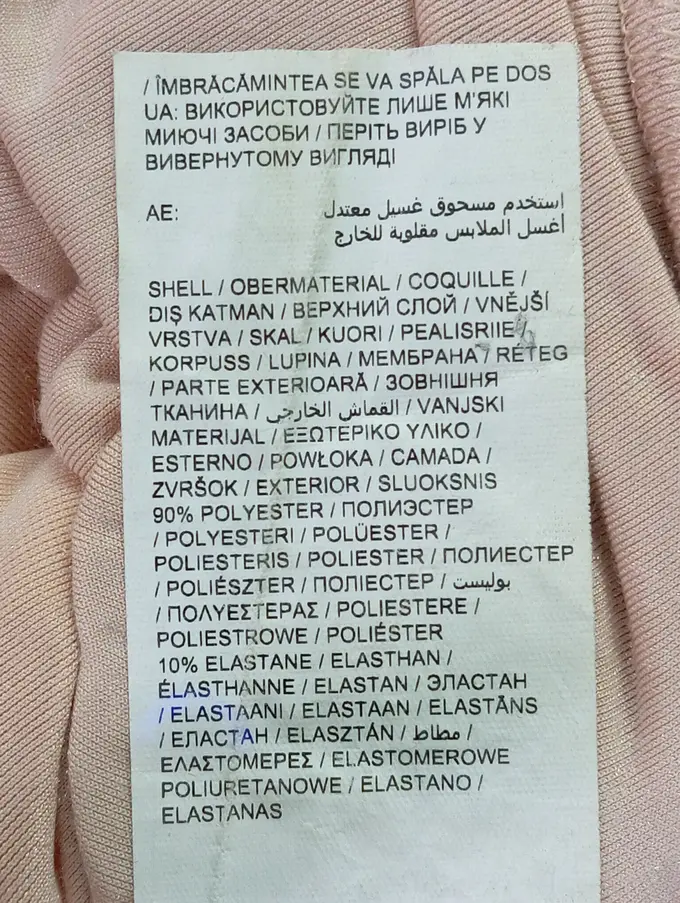 / ÎMBRĂCĂMINTEA SE VA SPĂLA PE DOS
UA: ВИКОРИСТОВУЙТЕ ЛИШЕ М'ЯКІ
МИЮЧІ ЗАСОБИ / ПЕРІТЬ ВИРІБ У
ВИВЕРНУТОМУ ВИГЛЯДІ
AE: استخدم مسحوق غسيل معتدل
اغسل الملابس مقلوبة للخارج
SHELL / OBERMATERIAL / COQUILLE /
DIŞ KATMAN / ВЕРХНИЙ СЛОЙ / VNĚJŠÍ
VRSTVA / SKAL / KUORI / PEALISRIIE /
KORPUSS / LUPINA / МЕМБРАНА / RÉTEG
/ PARTE EXTERIOARĂ / ЗОВНІШНЯ
ТКАНИНА / القماش الخارجي / VANJSKI
MATERIJAL / ΕΞΩΤΕΡΙΚΟ ΥΛΙΚΟ /
ESTERNO / POWŁOKA / CAMADA /
ZVRŠOK / EXTERIOR / SLUOKSNIS
90% POLYESTER / ПОЛИЭСТЕР
/ POLYESTERI / POLÜESTER /
POLIESTERIS / POLIESTER / ПОЛИЕСТЕР
/ POLIÉSZTER / ПОЛІЕСТЕР / بوليست
/ ΠΟΛΥΕΣΤΕΡΑΣ / POLIESTERE /
POLIESTROWE / POLIÉSTER
10% ELASTANE / ELASTHAN /
ÉLASTHANNE / ELASTAN / ЭЛАСТАН
/ ELASTAANI / ELASTAAN / ELASTĀNS
/ ЕЛАСТАН / ELASZTÁN / مطاط /
ΕΛΑΣΤΟΜΕΡΕΣ / ELASTOMEROWE
POLIURETANOWE / ELASTANO /
ELASTANAS